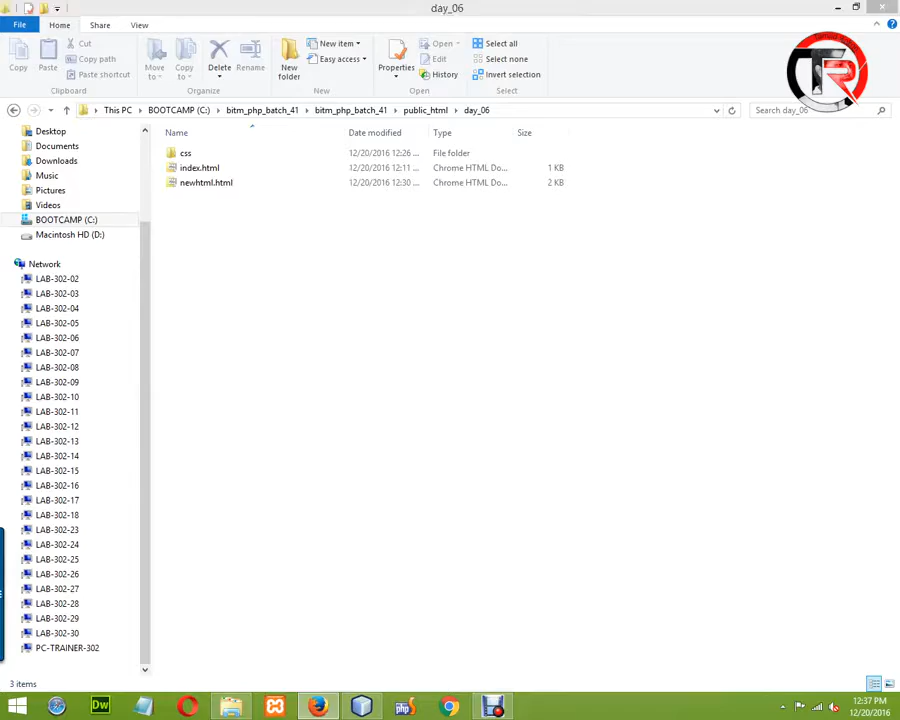 day_06
File Home Share View
Copy
Paste
Cut
Copy path
Paste shortcut
Clipboard
Move to
Copy to
Delete
Rename
Organize
New folder
New item
Easy access
New
Properties
Open
Edit
History
Open
Select all
Select none
Invert selection
Select
TR
This PC BOOTCAMP (C:) bitm_php_batch_41 bitm_php_batch_41 public_html day_06
Search day_06
Name Date modified Type Size
css 12/20/2016 12:26 ... File folder
index.html 12/20/2016 12:11 ... Chrome HTML Do... 1 KB
newhtml.html 12/20/2016 12:30 ... Chrome HTML Do... 2 KB
Desktop
Documents
Downloads
Music
Pictures
Videos
BOOTCAMP (C:)
Macintosh HD (D:)
Network
LAB-302-02
LAB-302-03
LAB-302-04
LAB-302-05
LAB-302-06
LAB-302-07
LAB-302-08
LAB-302-09
LAB-302-10
LAB-302-11
LAB-302-12
LAB-302-13
LAB-302-14
LAB-302-15
LAB-302-16
LAB-302-17
LAB-302-18
LAB-302-23
LAB-302-24
LAB-302-25
LAB-302-26
LAB-302-27
LAB-302-28
LAB-302-29
LAB-302-30
PC-TRAINER-302
3 items
Dw
php
12:37 PM
12/20/2016